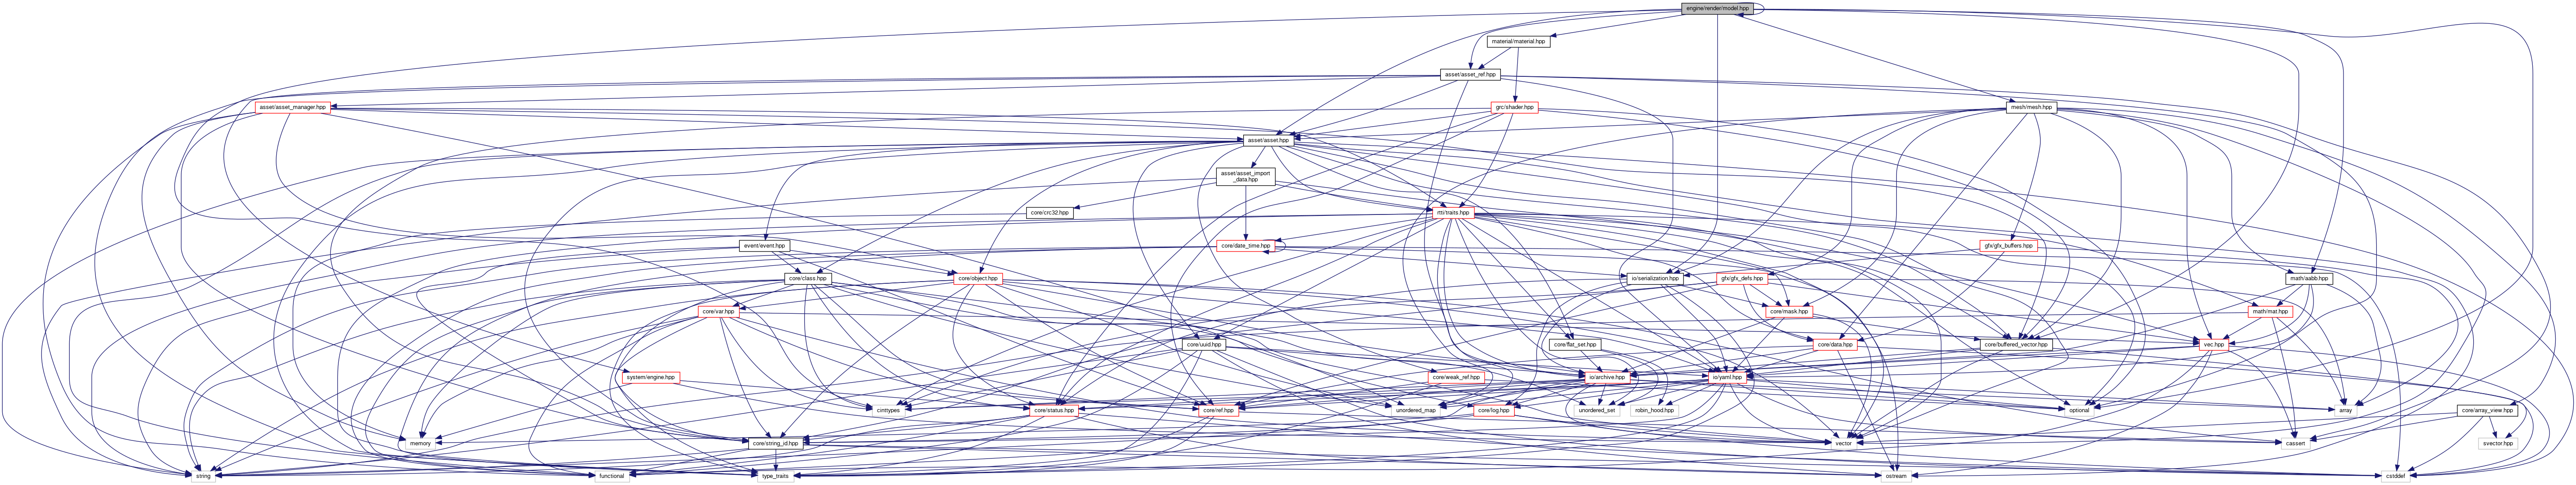 engine/render/model.hpp
material/material.hpp
asset/asset_ref.hpp
asset/asset_manager.hpp
grc/shader.hpp
mesh/mesh.hpp
asset/asset.hpp
asset/asset_import
_data.hpp
core/crc32.hpp
rtti/traits.hpp
event/event.hpp
core/date_time.hpp
gfx/gfx_buffers.hpp
core/class.hpp
core/object.hpp
io/serialization.hpp
gfx/gfx_defs.hpp
math/aabb.hpp
core/var.hpp
core/mask.hpp
math/mat.hpp
core/uuid.hpp
core/flat_set.hpp
core/data.hpp
core/buffered_vector.hpp
vec.hpp
system/engine.hpp
core/weak_ref.hpp
io/archive.hpp
io/yaml.hpp
cinttypes
core/status.hpp
core/ref.hpp
unordered_map
core/log.hpp
unordered_set
robin_hood.hpp
optional
array
core/array_view.hpp
memory
core/string_id.hpp
vector
cassert
svector.hpp
string
functional
type_traits
ostream
cstddef